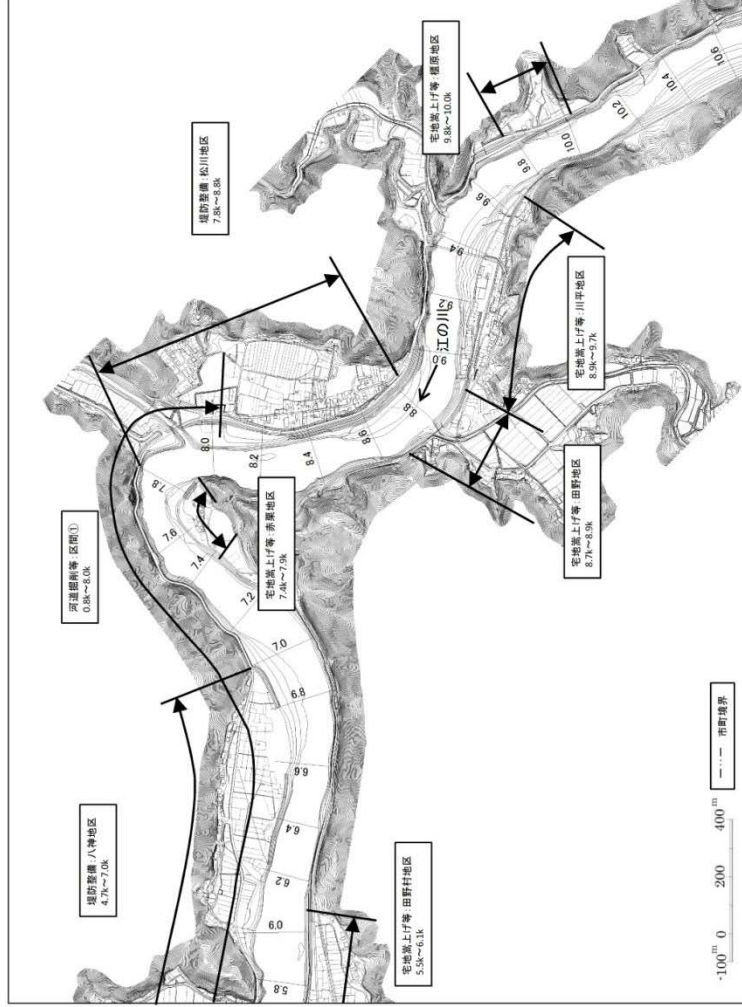 堤防整備:八神地区
4.7k~7.0k
河道掘削等:区間①
0.8k~8.0k
堤防整備:松川地区
7.8k~8.8k
宅地嵩上げ等:田野村地区
5.5k~6.1k
宅地嵩上げ等:赤栗地区
7.4k~7.9k
宅地嵩上げ等:田野地区
8.7k~8.9k
宅地嵩上げ等:川平地区
8.9k~9.7k
宅地嵩上げ等:榎原地区
9.8k~10.0k
江の川
5.8
6.0
6.2
6.4
6.6
6.8
7.0
7.2
7.4
7.6
7.8
8.0
8.2
8.4
8.6
8.8
9.0
9.2
9.4
9.6
9.8
10.0
10.2
10.4
10.6
-100m 0 200 400m
市町境界